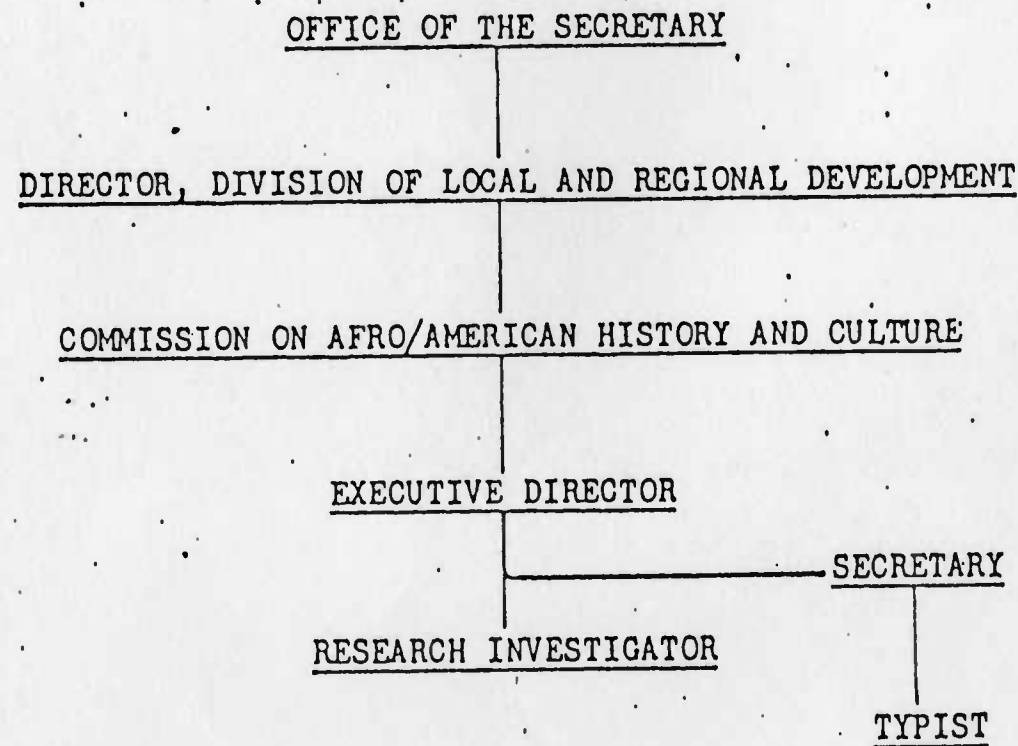 OFFICE OF THE SECRETARY
DIRECTOR, DIVISION OF LOCAL AND REGIONAL DEVELOPMENT
COMMISSION ON AFRO/AMERICAN HISTORY AND CULTURE
EXECUTIVE DIRECTOR
SECRETARY
RESEARCH INVESTIGATOR
TYPIST